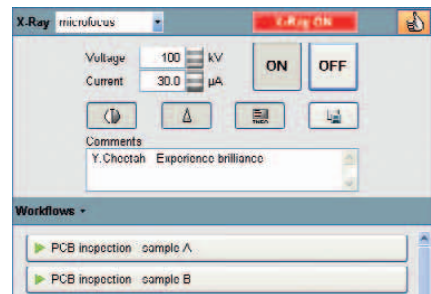 X-Ray microfocus X-Ray ON
Voltage 100 kV ON OFF
Current 30.0 µA
Comments
Y.Cheetah Experience brilliance
Workflows
PCB inspection sample A
PCB inspection sample B